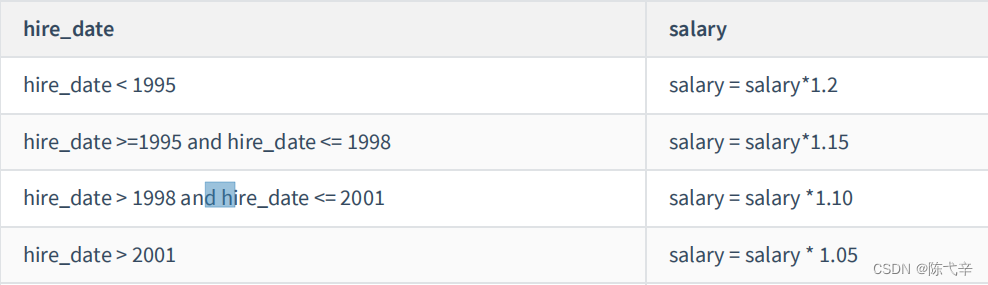 hire_date salary
hire_date < 1995 salary = salary*1.2
hire_date >=1995 and hire_date <= 1998 salary = salary*1.15
hire_date > 1998 and hire_date <= 2001 salary = salary *1.10
hire_date > 2001 salary = salary * 1.05
CSDN @陈弋辛